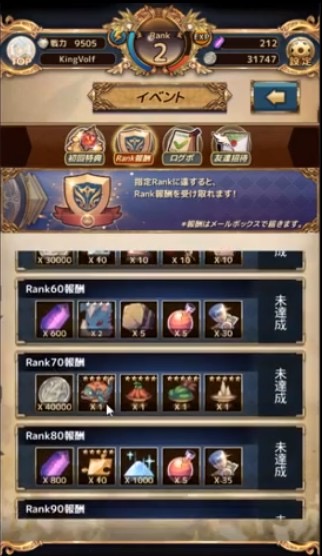 戦力 9505
Rank
XP
212
TOP
KingVolf
2
31747
設定
イベント
初回特典
Rank報酬
ログボ
友達招待
指定Rankに達すると、
Rank報酬を受け取れます!
*報酬はメールボックスで届きます。
X 30000 X 10 X 10 X 10 X 10
達成
Rank60報酬
X 600 X 2 X 5 X 5 X 30
未達成
Rank70報酬
X 40000 X 1 X 1 X 1 X 1
未達成
Rank80報酬
X 800 X 10 X 1000 X 5 X 35
未達成
Rank90報酬